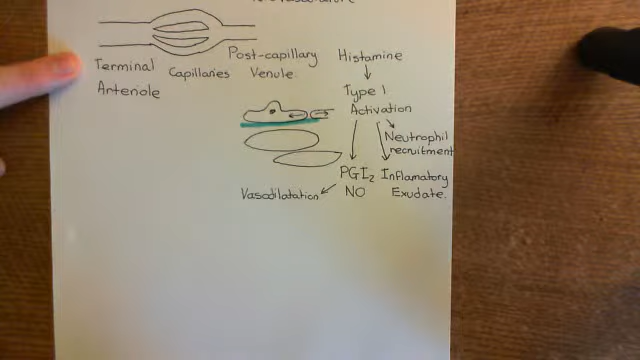 Post-capillary Histamine
Terminal Capillaries Venule.
Arteriole
Type 1
Activation
Neutrophil
recruitment
PGI2 Inflamatory
Vasodilatation NO Exudate.